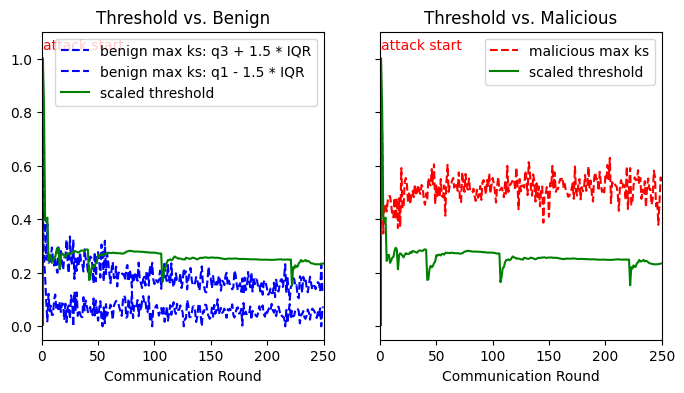 Threshold vs. Benign
Threshold vs. Malicious
attack start
benign max ks: q3 + 1.5 * IQR
benign max ks: q1 - 1.5 * IQR
scaled threshold
attack start
malicious max ks
scaled threshold
1.0
0.8
0.6
0.4
0.2
0.0
0
50
100
150
200
250
0
50
100
150
200
250
Communication Round
Communication Round